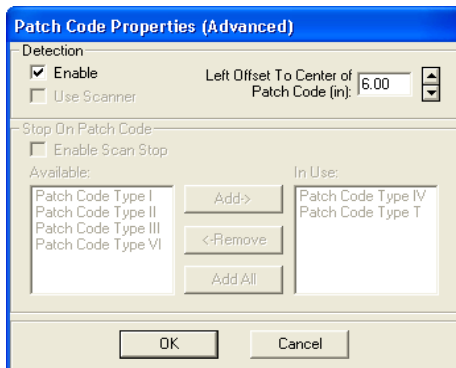 Patch Code Properties (Advanced)
Detection
Enable
Use Scanner
Left Offset To Center of
Patch Code (in):
6.00
Stop On Patch Code
Enable Scan Stop
Available:
Patch Code Type I
Patch Code Type II
Patch Code Type III
Patch Code Type VI
Add->
<-Remove
Add All
In Use:
Patch Code Type IV
Patch Code Type T
OK
Cancel